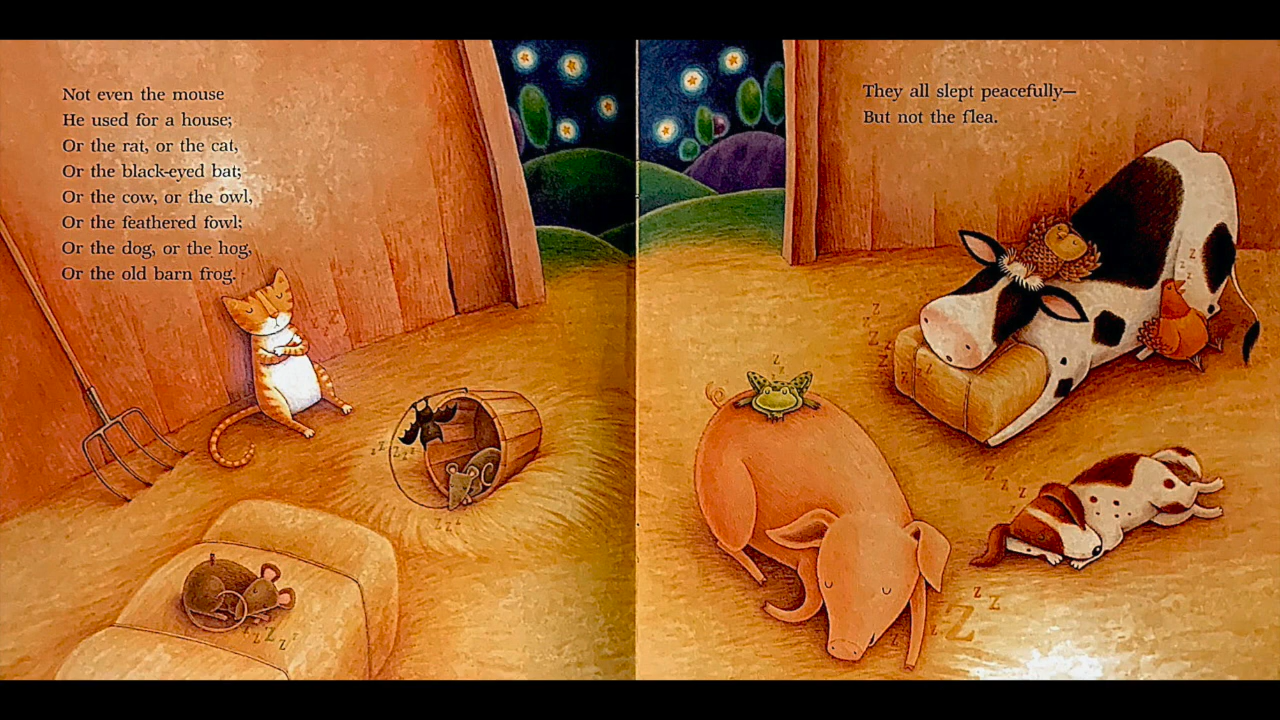 Not even the mouse
He used for a house;
Or the rat, or the cat,
Or the black-eyed bat;
Or the cow, or the owl,
Or the feathered fowl;
Or the dog, or the hog,
Or the old barn frog.
They all slept peacefully—
But not the flea.
z z z
z z z
z z z z
z z z
z z z z z
z z
z z
z z z z
z z z
z z z
z z Z z z